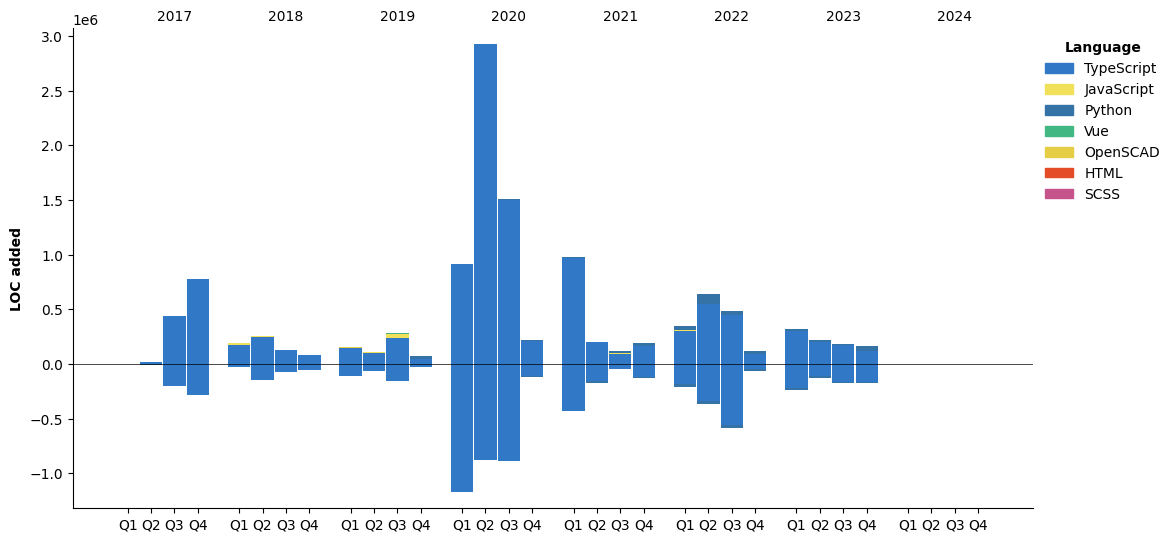 2017 2018 2019 2020 2021 2022 2023 2024
1e6
3.0
2.5
2.0
1.5
1.0
0.5
0.0
−0.5
−1.0
LOC added
Q1 Q2 Q3 Q4 Q1 Q2 Q3 Q4 Q1 Q2 Q3 Q4 Q1 Q2 Q3 Q4 Q1 Q2 Q3 Q4 Q1 Q2 Q3 Q4 Q1 Q2 Q3 Q4 Q1 Q2 Q3 Q4
Language
TypeScript
JavaScript
Python
Vue
OpenSCAD
HTML
SCSS